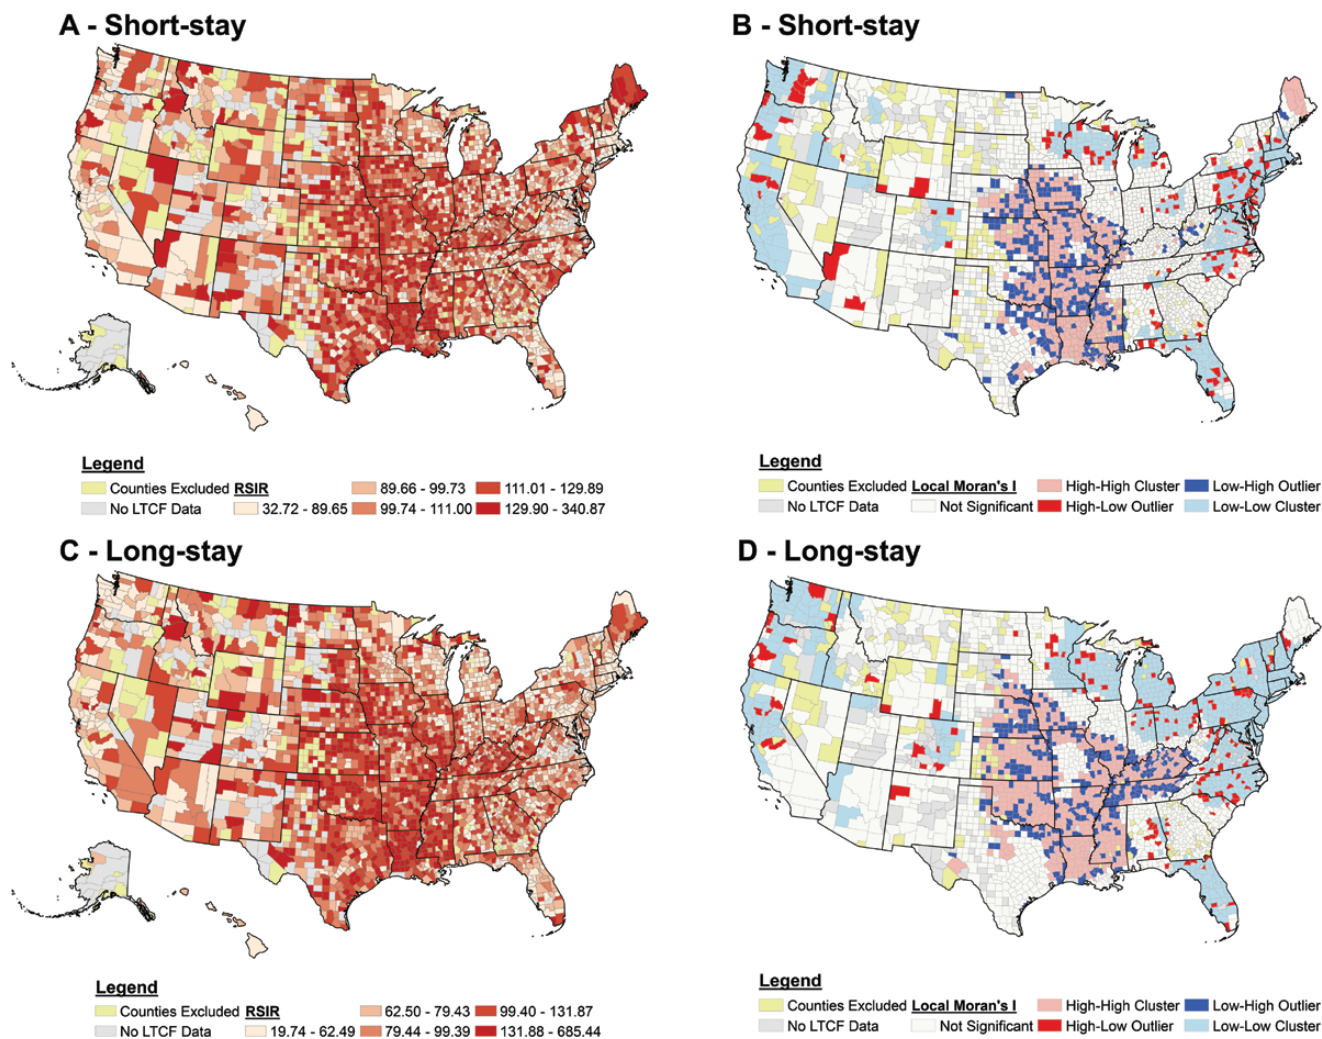 A - Short-stay
B - Short-stay
Legend
Counties Excluded RSIR 89.66 - 99.73 111.01 - 129.89
No LTCF Data 32.72 - 89.65 99.74 - 111.00 129.90 - 340.87
Legend
Counties Excluded Local Moran's I High-High Cluster Low-High Outlier
No LTCF Data Not Significant High-Low Outlier Low-Low Cluster
C - Long-stay
D - Long-stay
Legend
Counties Excluded RSIR 62.50 - 79.43 99.40 - 131.87
No LTCF Data 19.74 - 62.49 79.44 - 99.39 131.88 - 685.44
Legend
Counties Excluded Local Moran's I High-High Cluster Low-High Outlier
No LTCF Data Not Significant High-Low Outlier Low-Low Cluster